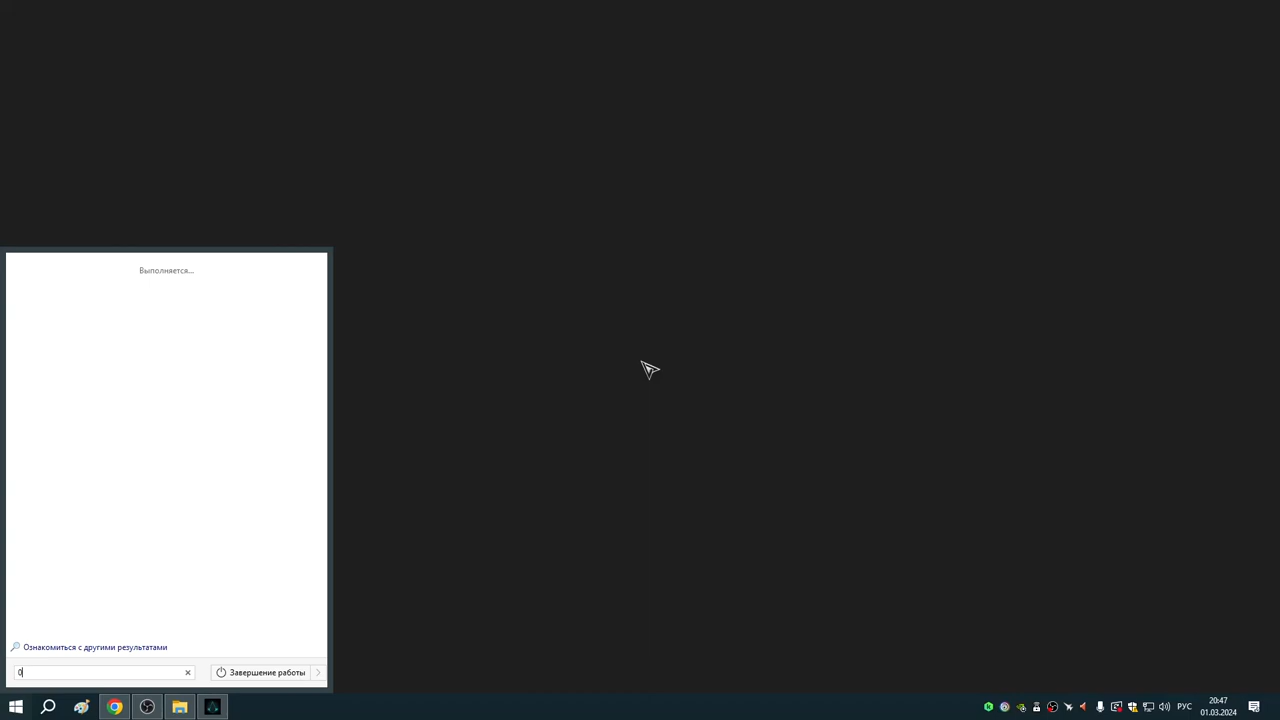 Выполняется...
Ознакомиться с другими результатами
0
Завершение работы
РУС
20:47
01.03.2024